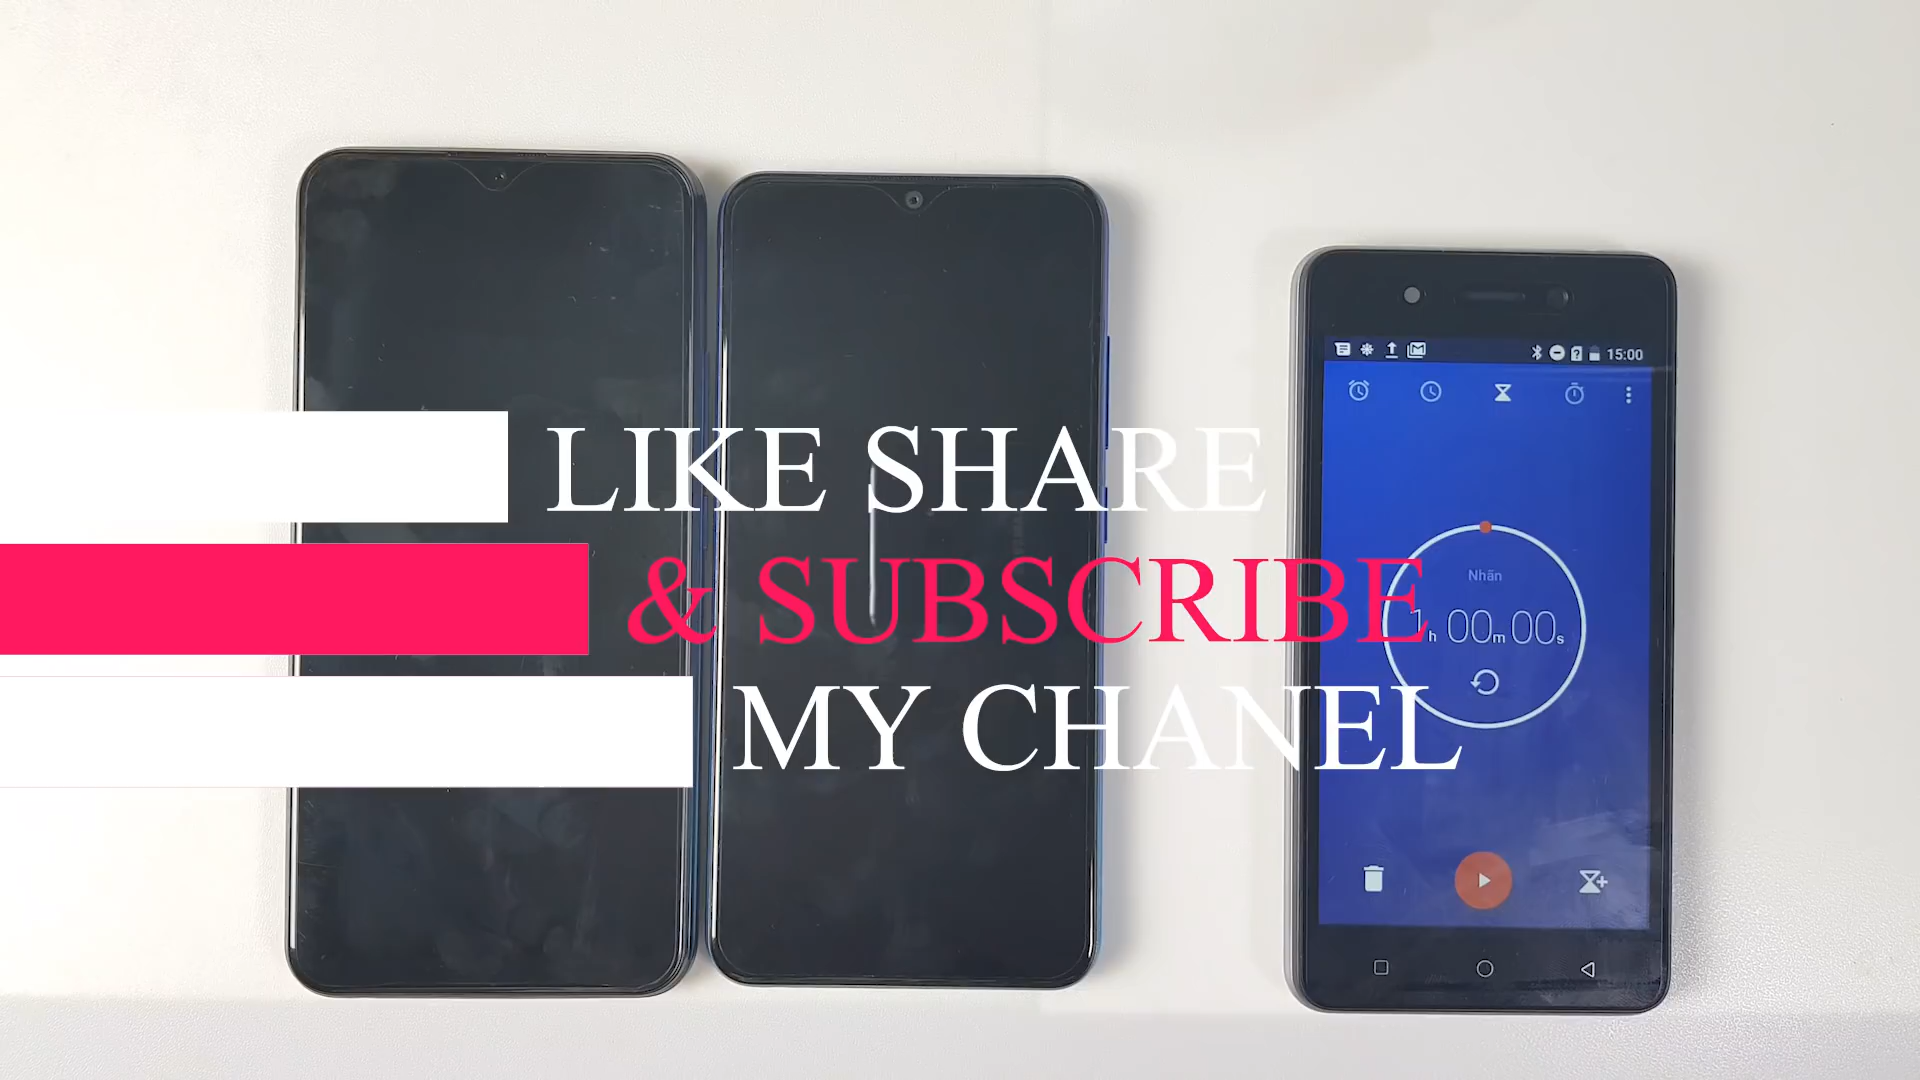 LIKE SHARE
& SUBSCRIBE
MY CHANEL
15:00
Nhãn
1h 00m 00s